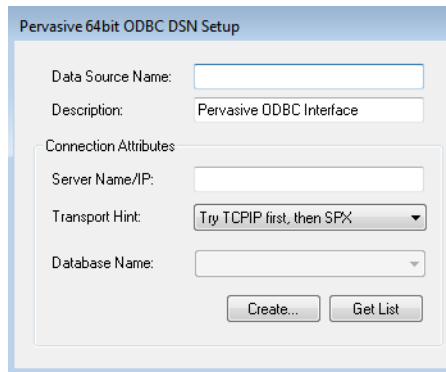 Pervasive 64bit ODBC DSN Setup
Data Source Name:
Description: Pervasive ODBC Interface
Connection Attributes
Server Name/IP:
Transport Hint: Try TCPIP first, then SPX
Database Name:
Create... Get List